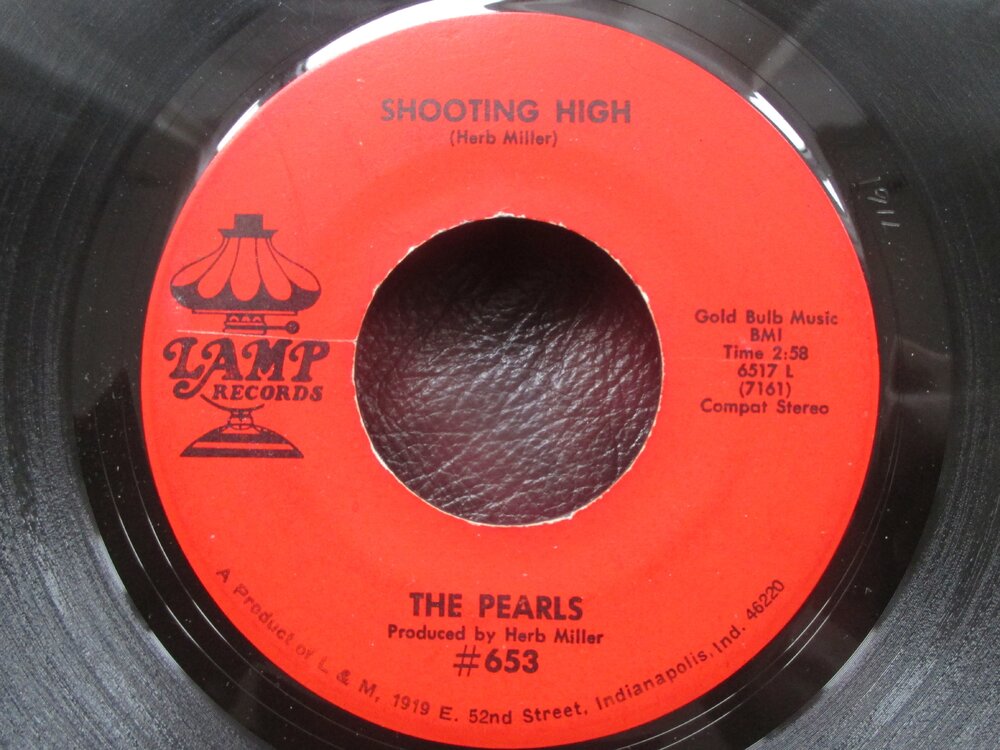 SHOOTING HIGH
(Herb Miller)
LAMP
RECORDS
Gold Bulb Music
BMI
Time 2:58
6517 L
(7161)
Compat Stereo
THE PEARLS
Produced by Herb Miller
#653
A Product of L. & M. 1919 E. 52nd Street, Indianapolis, Ind. 46220